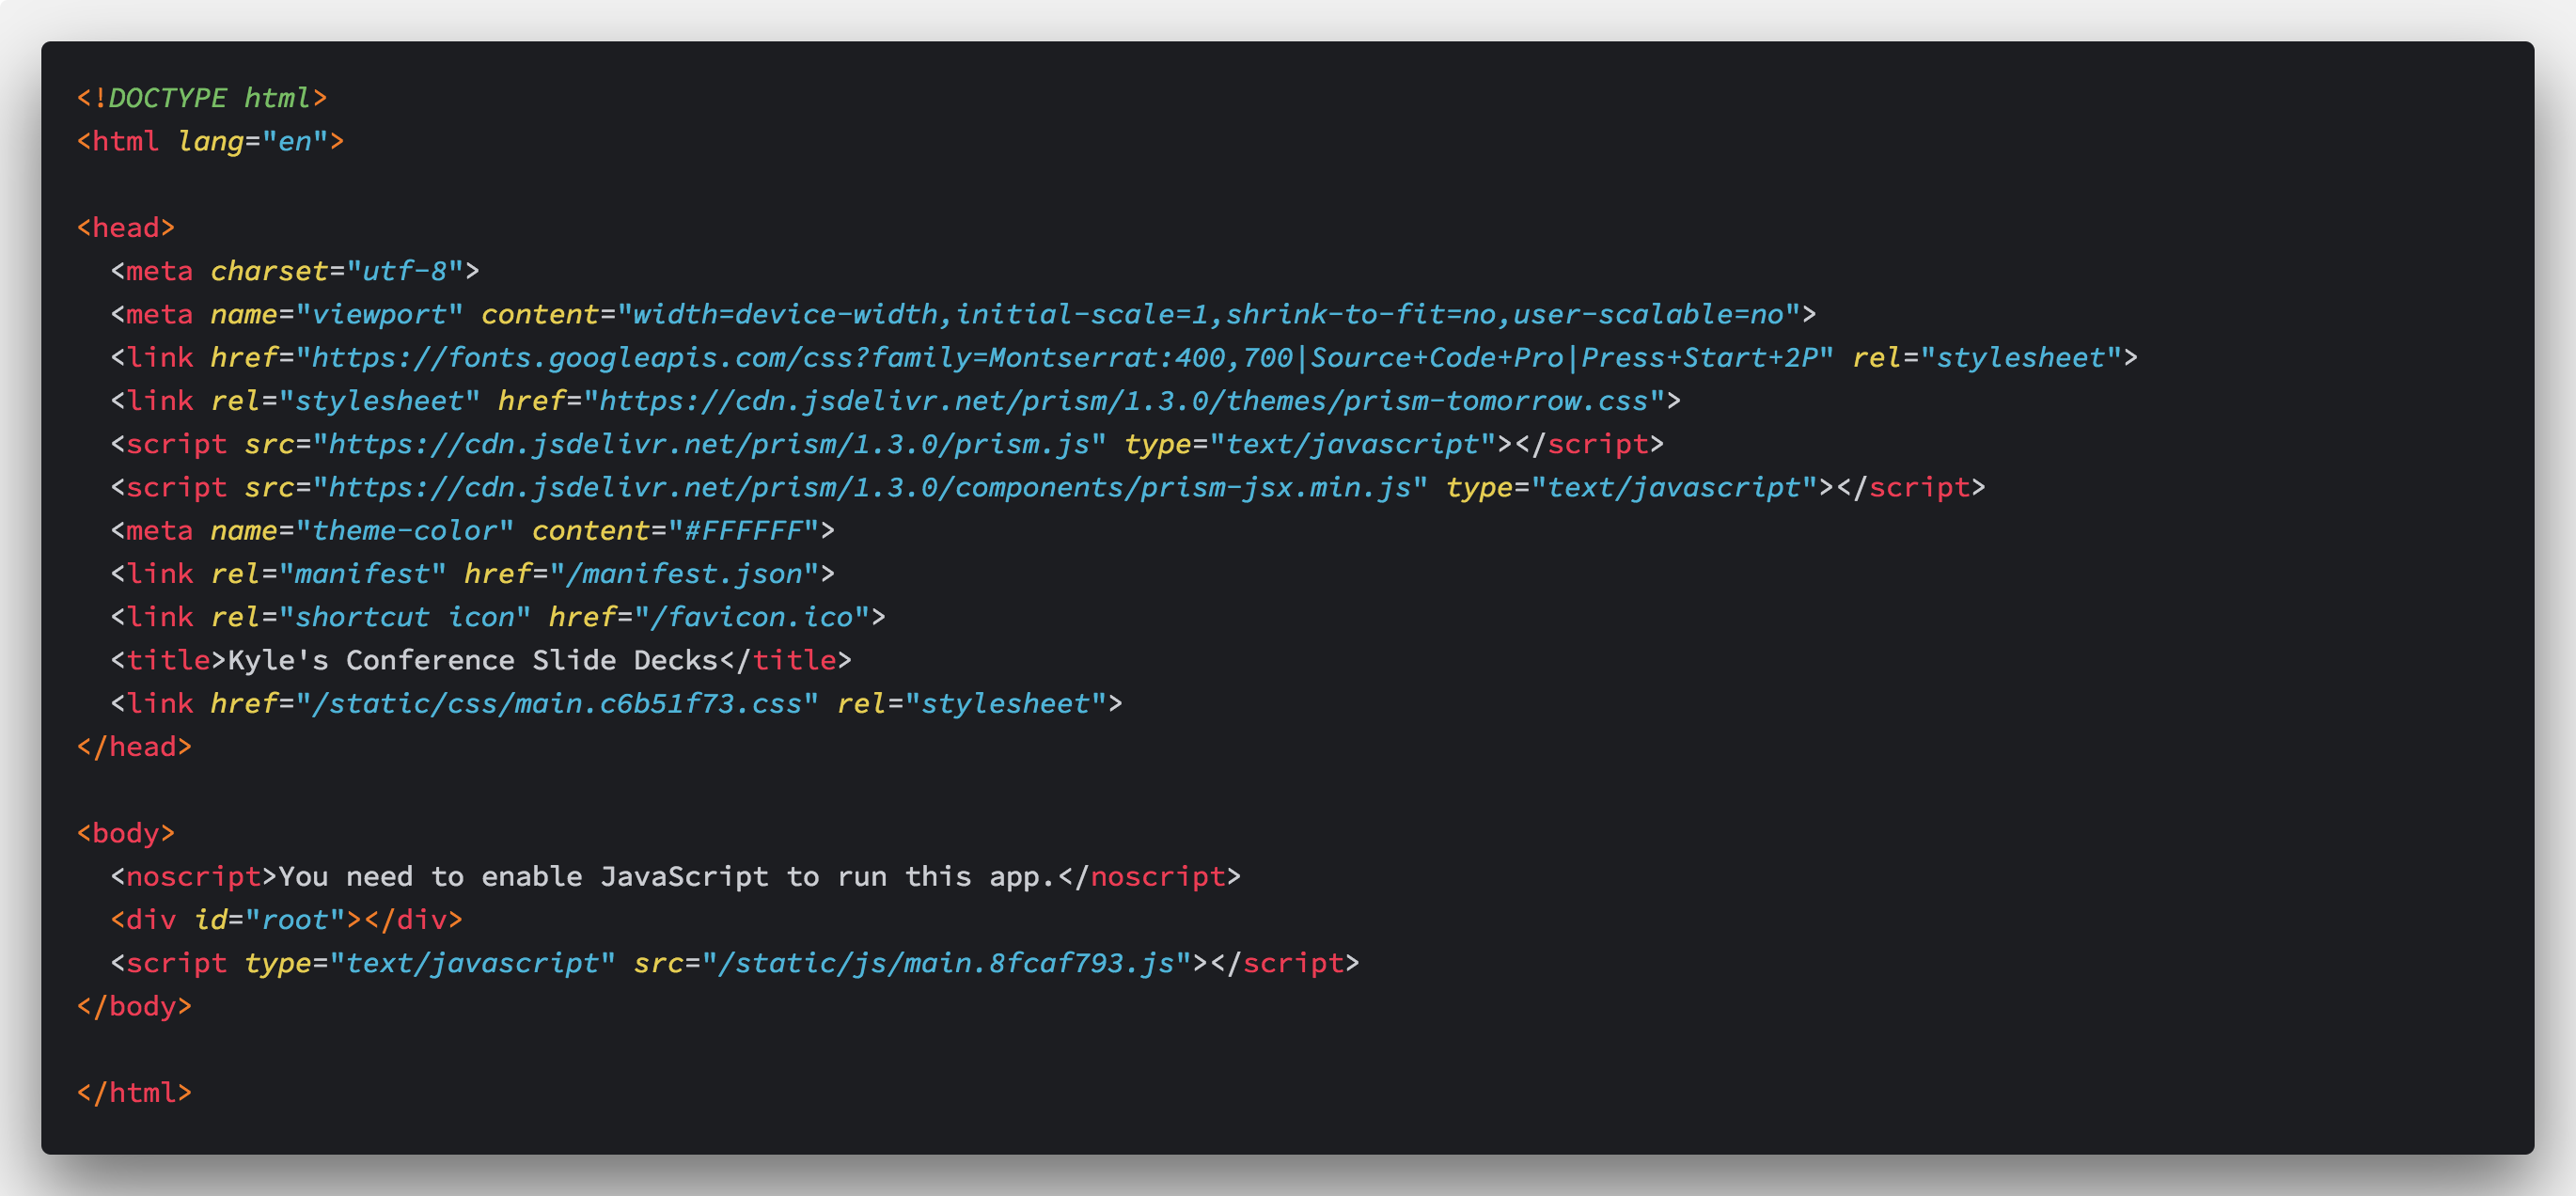 <!DOCTYPE html>
<html lang="en">

<head>
  <meta charset="utf-8">
  <meta name="viewport" content="width=device-width,initial-scale=1,shrink-to-fit=no,user-scalable=no">
  <link href="https://fonts.googleapis.com/css?family=Montserrat:400,700|Source+Code+Pro|Press+Start+2P" rel="stylesheet">
  <link rel="stylesheet" href="https://cdn.jsdelivr.net/prism/1.3.0/themes/prism-tomorrow.css">
  <script src="https://cdn.jsdelivr.net/prism/1.3.0/prism.js" type="text/javascript"></script>
  <script src="https://cdn.jsdelivr.net/prism/1.3.0/components/prism-jsx.min.js" type="text/javascript"></script>
  <meta name="theme-color" content="#FFFFFF">
  <link rel="manifest" href="/manifest.json">
  <link rel="shortcut icon" href="/favicon.ico">
  <title>Kyle's Conference Slide Decks</title>
  <link href="/static/css/main.c6b51f73.css" rel="stylesheet">
</head>

<body>
  <noscript>You need to enable JavaScript to run this app.</noscript>
  <div id="root"></div>
  <script type="text/javascript" src="/static/js/main.8fcaf793.js"></script>
</body>

</html>